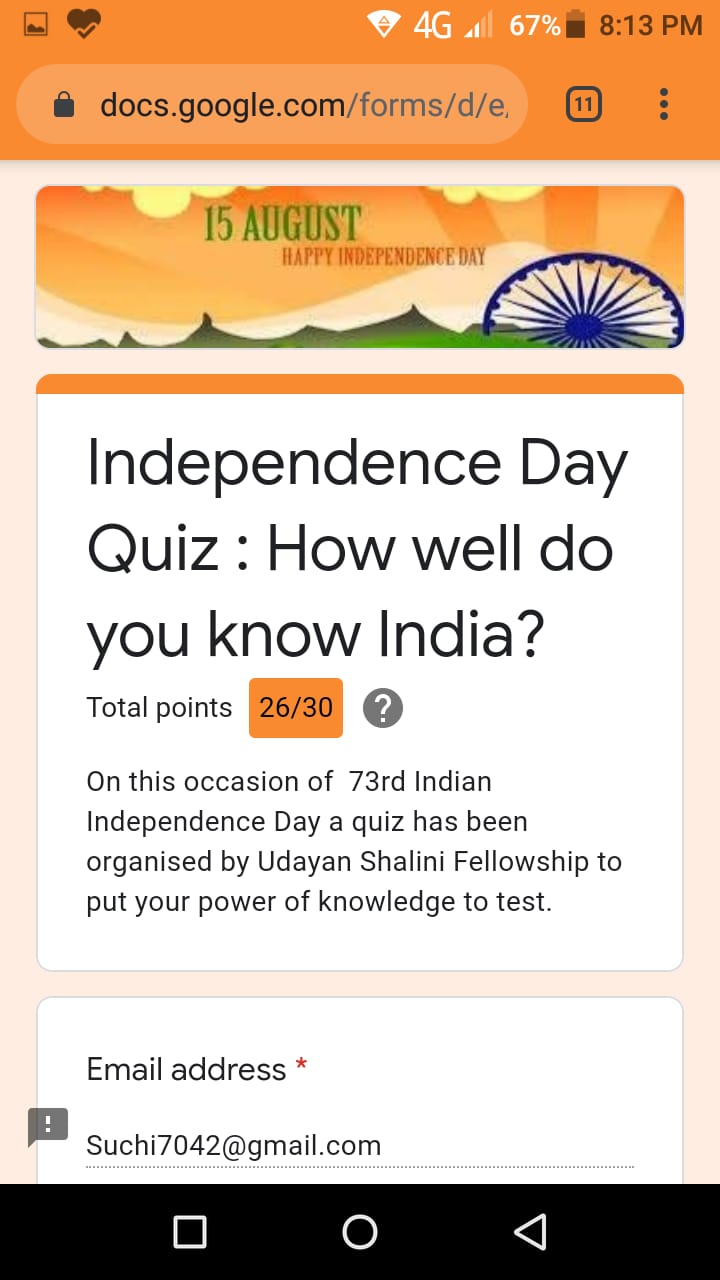 4G 67% 8:13 PM
docs.google.com/forms/d/e/
11
15 AUGUST
HAPPY INDEPENDENCE DAY
Independence Day
Quiz : How well do
you know India?
Total points 26/30 ?
On this occasion of 73rd Indian
Independence Day a quiz has been
organised by Udayan Shalini Fellowship to
put your power of knowledge to test.
Email address *
!
Suchi7042@gmail.com